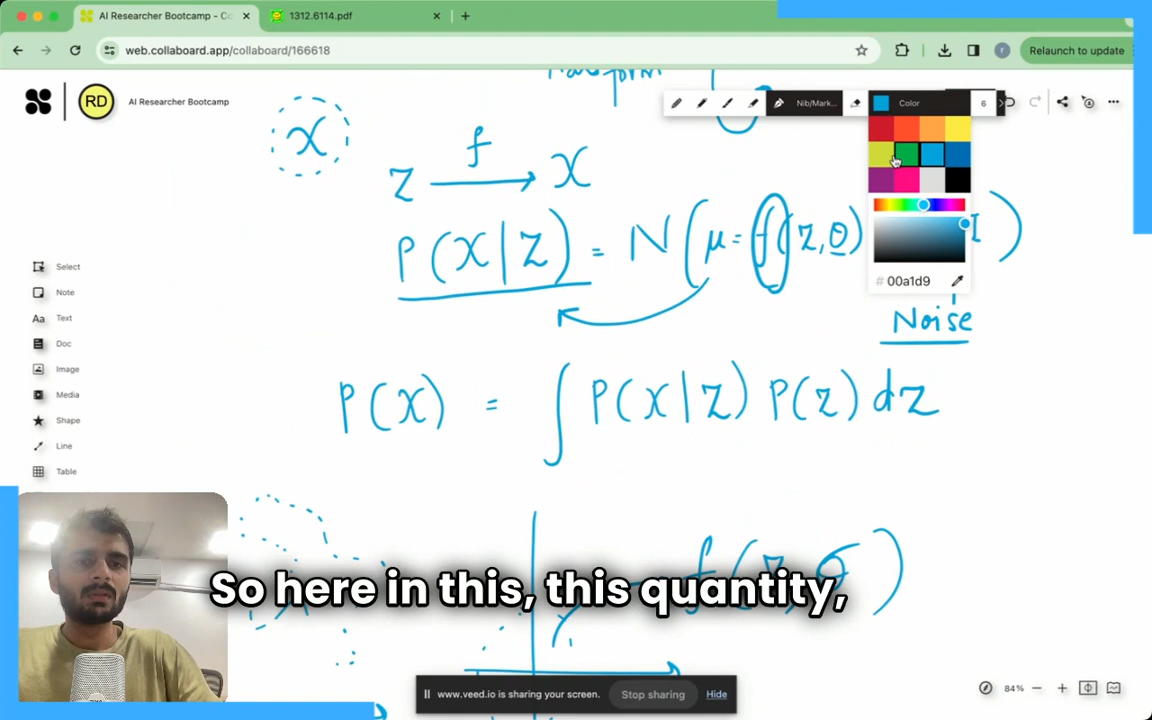 AI Researcher Bootcamp - Co
1312.6114.pdf
web.collaboard.app/collaboard/166618
Relaunch to update
RD
AI Researcher Bootcamp
Transform
Nib/Mark...
Color
6
x
z f x
P(x|z) = N(μ = f(z,θ) I)
# 00a1d9
Noise
P(x) = ∫ P(x|z) P(z) dz
Select
Note
Text
Doc
Image
Media
Shape
Line
Table
f(z,θ)
So here in this, this quantity,
www.veed.io is sharing your screen.
Stop sharing
Hide
84%